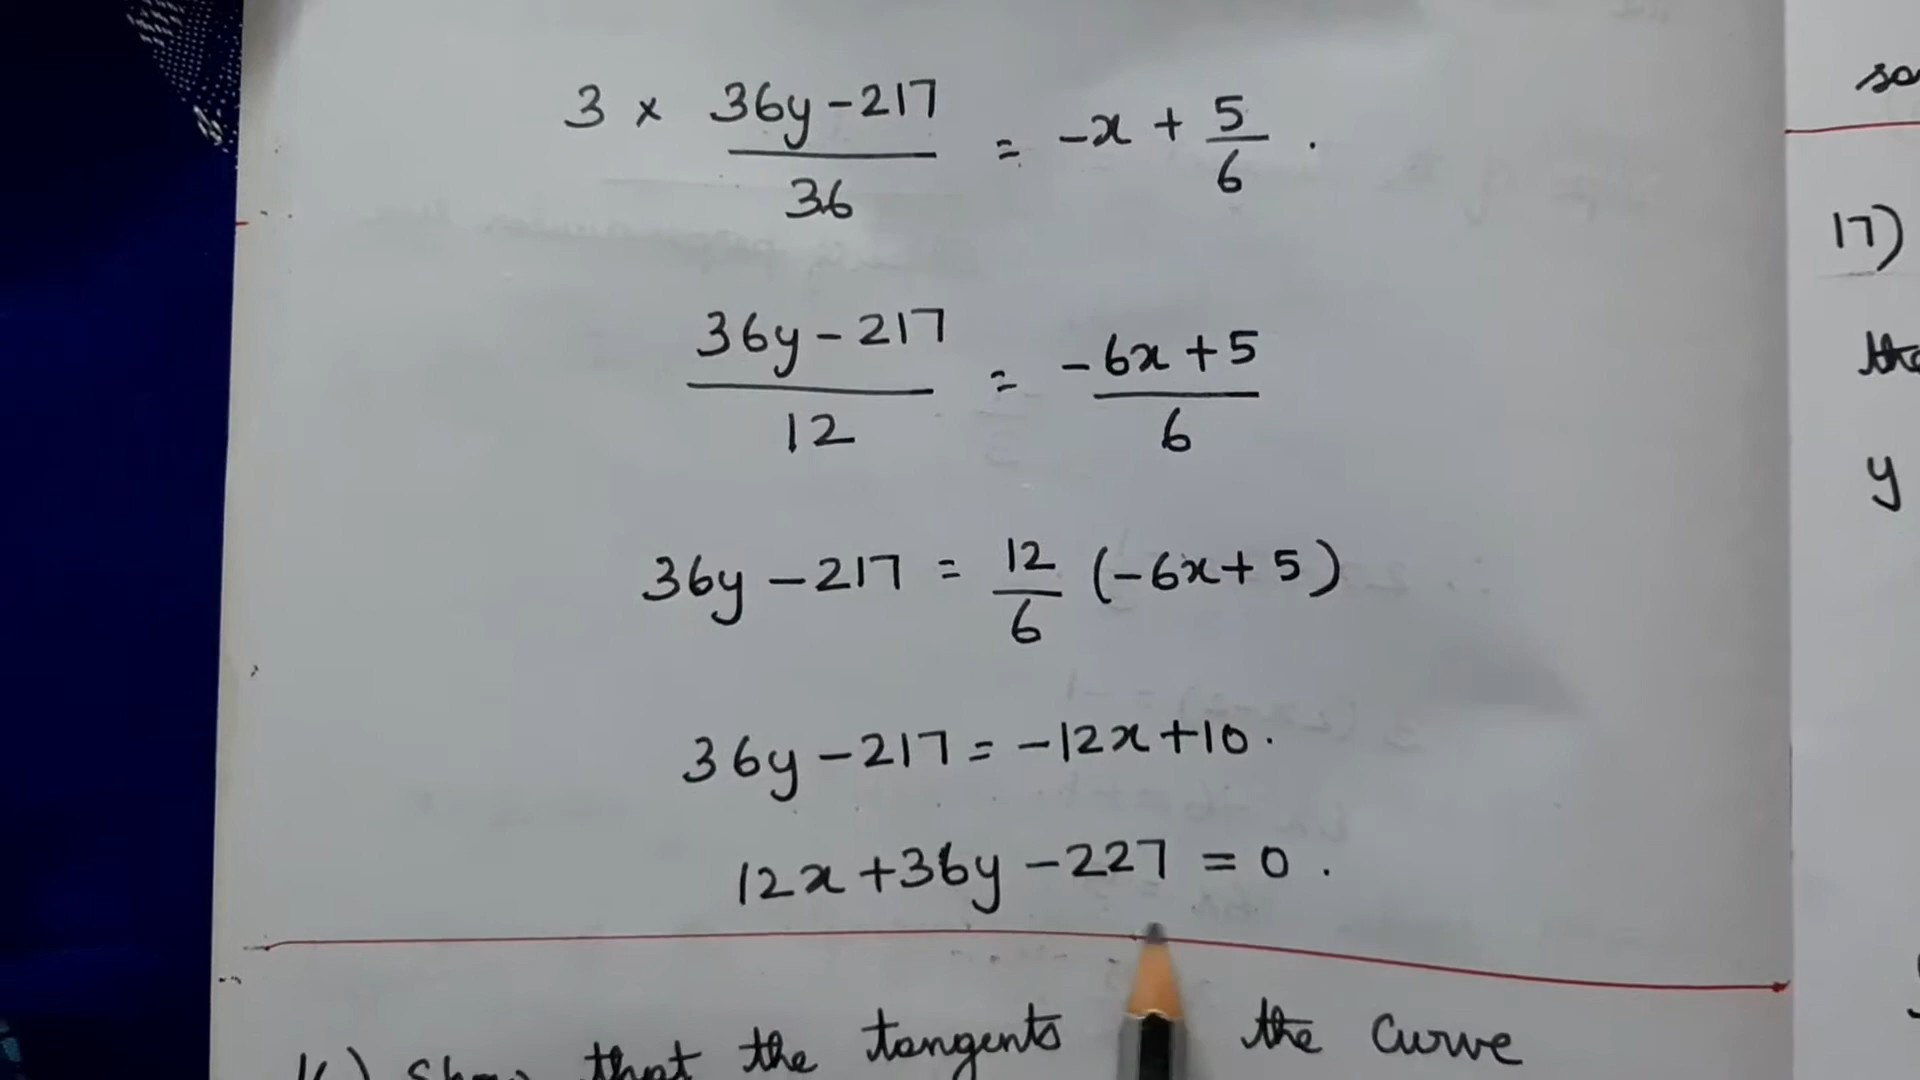 3 × (36y − 217)/36 = −x + 5/6 .
(36y − 217)/12 = (−6x + 5)/6
36y − 217 = 12/6 (−6x + 5)
36y − 217 = −12x + 10 .
12x + 36y − 227 = 0 .
that the tangents the curve
17)
y